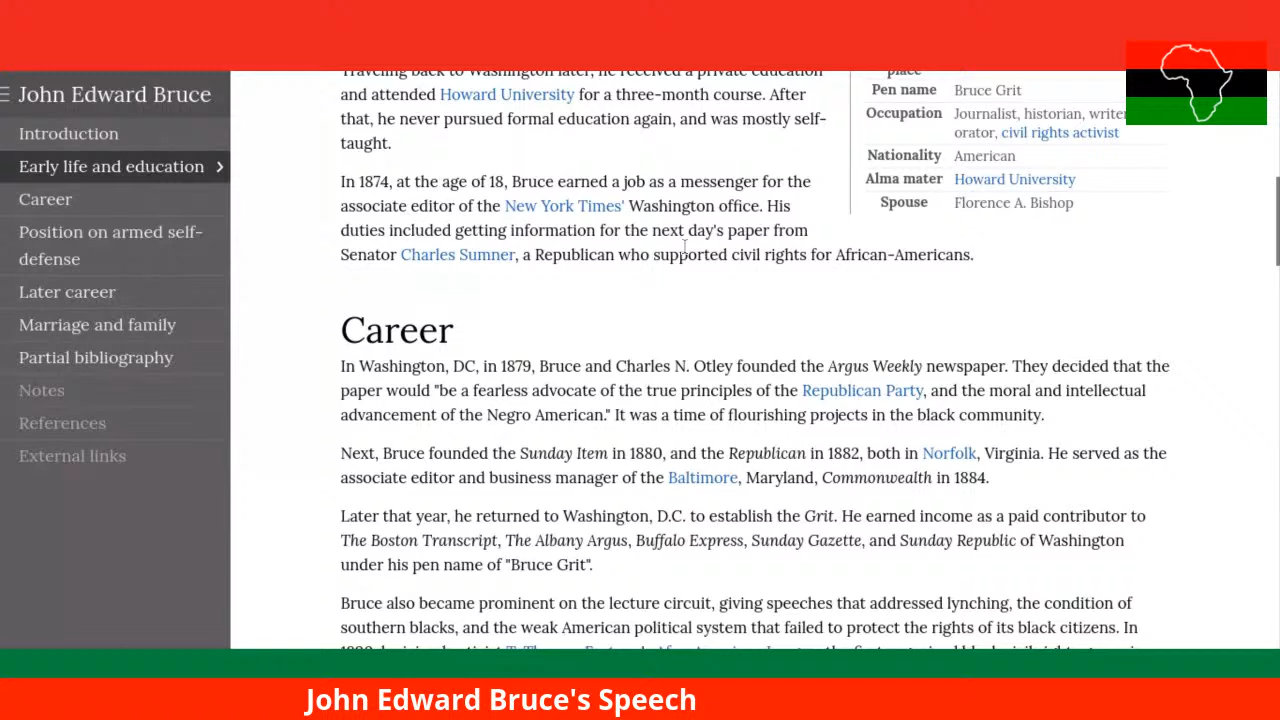 John Edward Bruce
Introduction
Early life and education
Career
Position on armed self-
defense
Later career
Marriage and family
Partial bibliography
Notes
References
External links
Traveling back to Washington later, he received a private education
and attended Howard University for a three-month course. After
that, he never pursued formal education again, and was mostly self-
taught.
In 1874, at the age of 18, Bruce earned a job as a messenger for the
associate editor of the New York Times' Washington office. His
duties included getting information for the next day's paper from
Senator Charles Sumner, a Republican who supported civil rights for African-Americans.
place
Pen name Bruce Grit
Occupation Journalist, historian, writer
orator, civil rights activist
Nationality American
Alma mater Howard University
Spouse Florence A. Bishop
Career
In Washington, DC, in 1879, Bruce and Charles N. Otley founded the Argus Weekly newspaper. They decided that the
paper would "be a fearless advocate of the true principles of the Republican Party, and the moral and intellectual
advancement of the Negro American." It was a time of flourishing projects in the black community.
Next, Bruce founded the Sunday Item in 1880, and the Republican in 1882, both in Norfolk, Virginia. He served as the
associate editor and business manager of the Baltimore, Maryland, Commonwealth in 1884.
Later that year, he returned to Washington, D.C. to establish the Grit. He earned income as a paid contributor to
The Boston Transcript, The Albany Argus, Buffalo Express, Sunday Gazette, and Sunday Republic of Washington
under his pen name of "Bruce Grit".
Bruce also became prominent on the lecture circuit, giving speeches that addressed lynching, the condition of
southern blacks, and the weak American political system that failed to protect the rights of its black citizens. In
John Edward Bruce's Speech